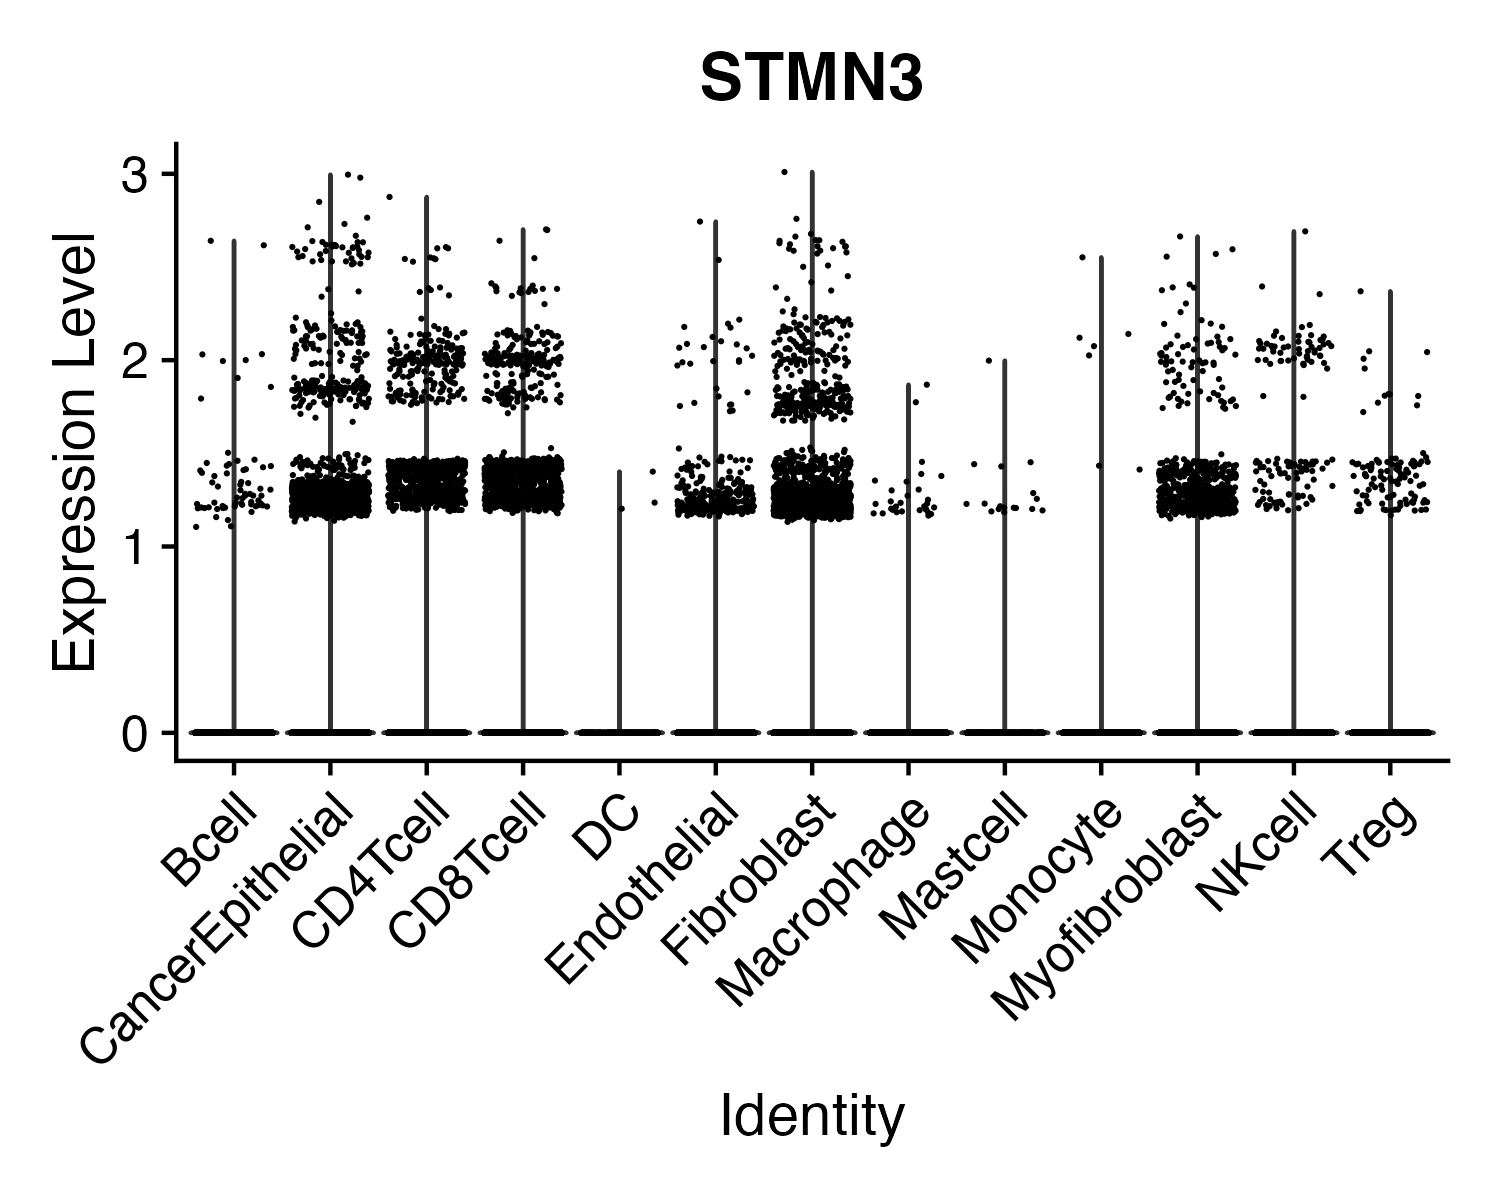 STMN3
Expression Level
3
2
1
0
Bcell
CancerEpithelial
CD4Tcell
CD8Tcell
DC
Endothelial
Fibroblast
Macrophage
Mastcell
Monocyte
Myofibroblast
NKcell
Treg
Identity